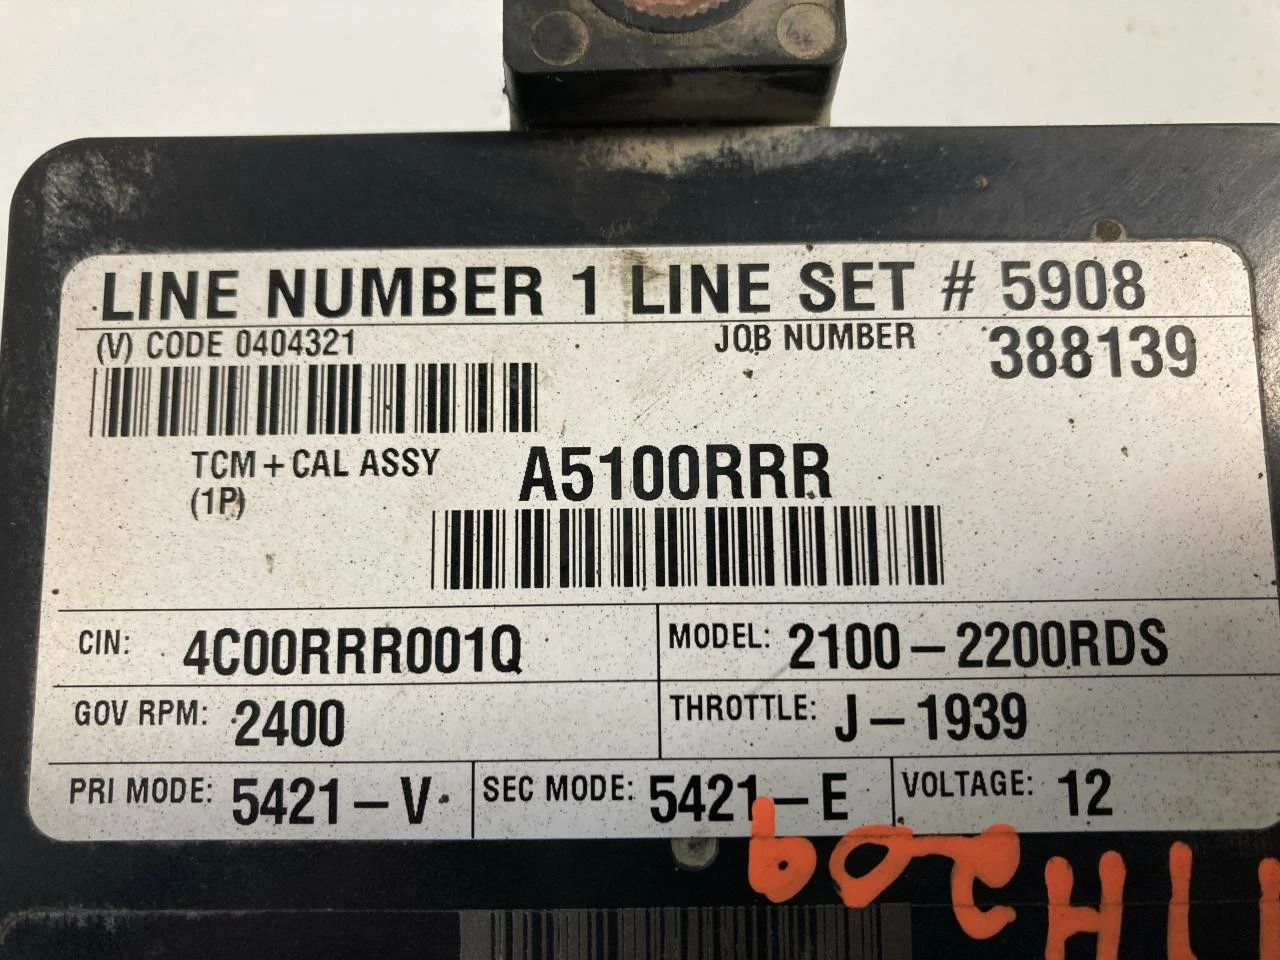 LINE NUMBER 1 LINE SET # 5908
(V) CODE 0404321 JOB NUMBER 388139
TCM + CAL ASSY A5100RRR
(1P)
CIN: 4C00RRR001Q MODEL: 2100-2200RDS
GOV RPM: 2400 THROTTLE: J-1939
PRI MODE: 5421-V SEC MODE: 5421-E VOLTAGE: 12